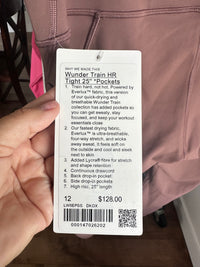 WHY WE MADE THIS
Wunder Train HR
Tight 25" *Pockets
1. Train hard, not hot. Powered by
Everlux™ fabric, this version
of our quick-drying and
breathable Wunder Train
collection has added pockets so
you can get sweaty, stay
focused, and keep your workout
essentials close
2. Our fastest drying fabric,
Everlux is ultra-breathable,
four-way stretch, and wicks
away sweat. It feels soft on
the outside and cool and sleek
next to skin
3. Added Lycra® fibre for stretch
and shape retention
4. Continuous drawcord
5. Back drop-in pocket
6. Side drop-in pockets
7. High rise, 25" length
12 $128.00
000147026202